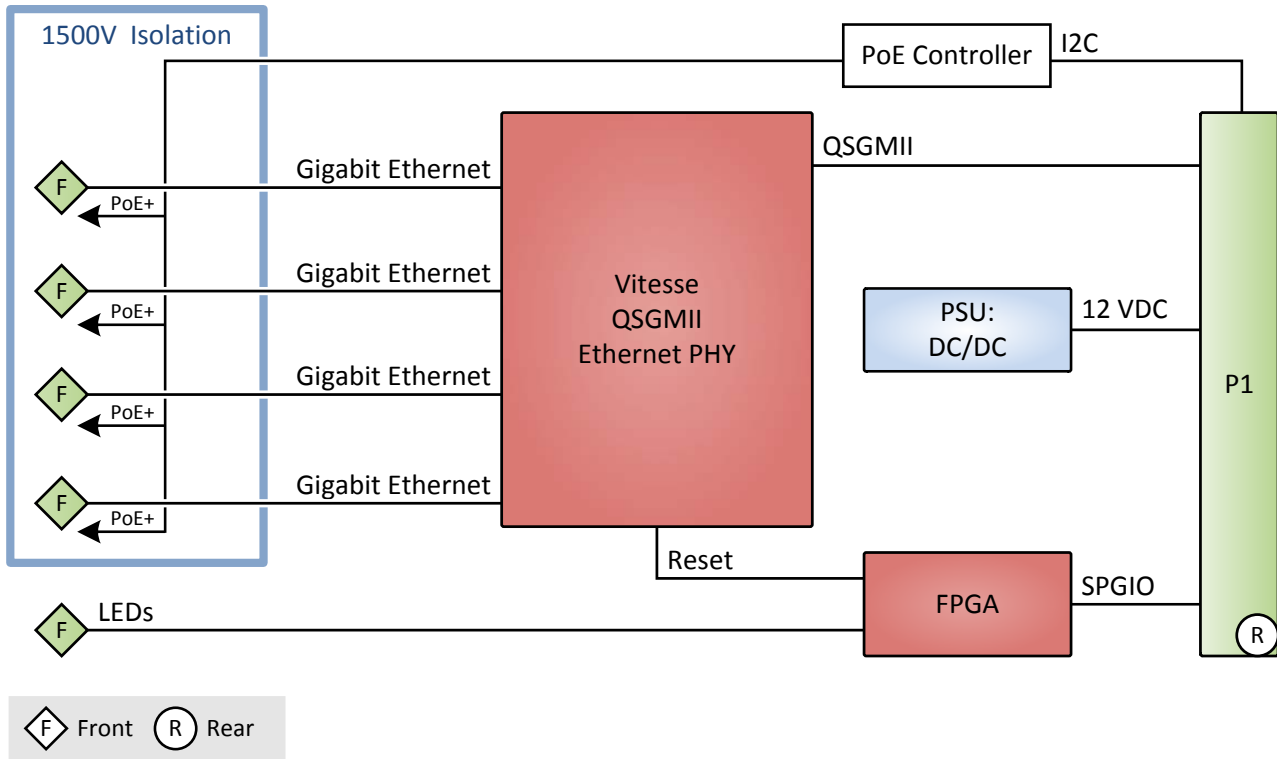 1500V Isolation
PoE Controller
I2C
Gigabit Ethernet
QSGMII
F
PoE+
Gigabit Ethernet
F
PoE+
Vitesse
QSGMII
Ethernet PHY
PSU:
DC/DC
12 VDC
Gigabit Ethernet
F
PoE+
P1
Gigabit Ethernet
F
PoE+
Reset
FPGA
SPGIO
LEDs
F
R
F Front R Rear